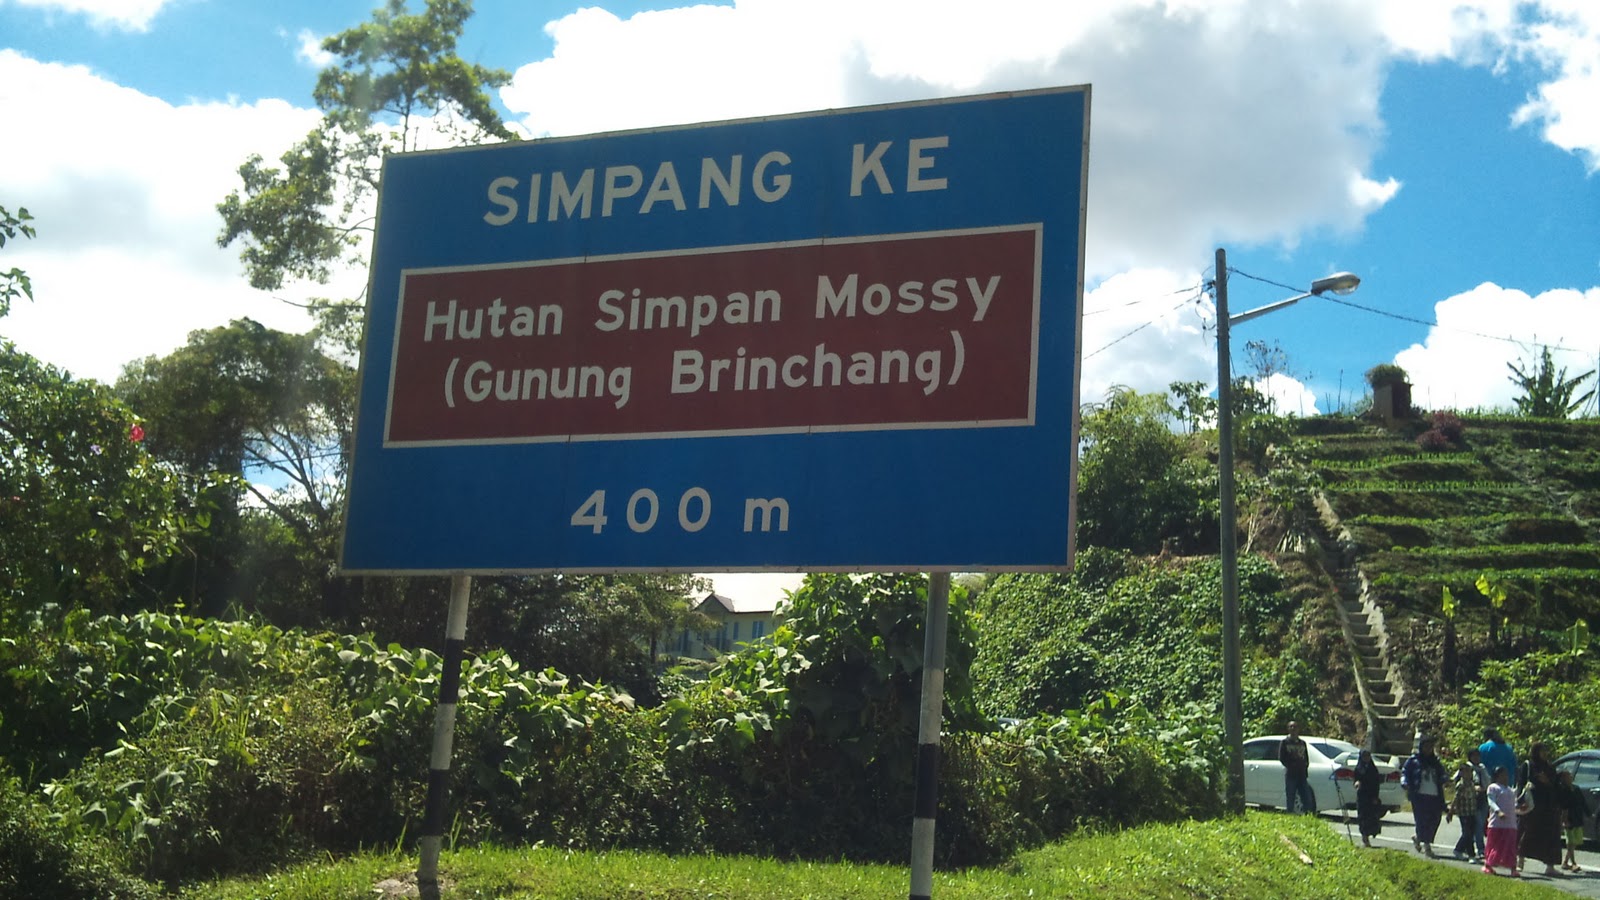 SIMPANG KE
Hutan Simpan Mossy
(Gunung Brinchang)
400 m